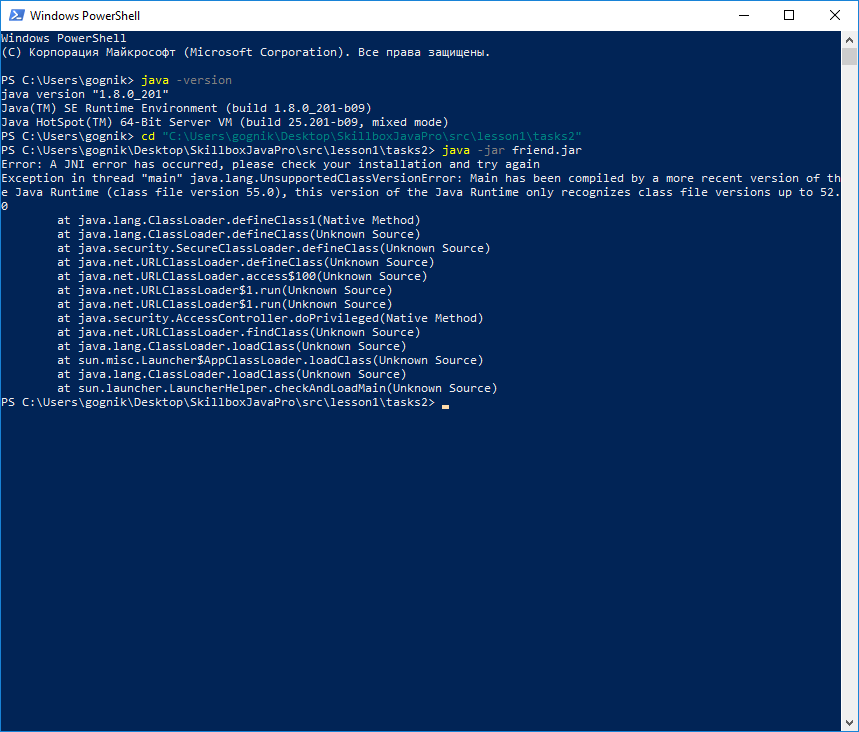 Windows PowerShell
Windows PowerShell
(C) Корпорация Майкрософт (Microsoft Corporation). Все права защищены.
PS C:\Users\gognik> java -version
java version "1.8.0_201"
Java(TM) SE Runtime Environment (build 1.8.0_201-b09)
Java HotSpot(TM) 64-Bit Server VM (build 25.201-b09, mixed mode)
PS C:\Users\gognik> cd "C:\Users\gognik\Desktop\SkillboxJavaPro\src\lesson1\tasks2"
PS C:\Users\gognik\Desktop\SkillboxJavaPro\src\lesson1\tasks2> java -jar friend.jar
Error: A JNI error has occurred, please check your installation and try again
Exception in thread "main" java.lang.UnsupportedClassVersionError: Main has been compiled by a more recent version of th
e Java Runtime (class file version 55.0), this version of the Java Runtime only recognizes class file versions up to 52.
0
        at java.lang.ClassLoader.defineClass1(Native Method)
        at java.lang.ClassLoader.defineClass(Unknown Source)
        at java.security.SecureClassLoader.defineClass(Unknown Source)
        at java.net.URLClassLoader.defineClass(Unknown Source)
        at java.net.URLClassLoader.access$100(Unknown Source)
        at java.net.URLClassLoader$1.run(Unknown Source)
        at java.net.URLClassLoader$1.run(Unknown Source)
        at java.security.AccessController.doPrivileged(Native Method)
        at java.net.URLClassLoader.findClass(Unknown Source)
        at java.lang.ClassLoader.loadClass(Unknown Source)
        at sun.misc.Launcher$AppClassLoader.loadClass(Unknown Source)
        at java.lang.ClassLoader.loadClass(Unknown Source)
        at sun.launcher.LauncherHelper.checkAndLoadMain(Unknown Source)
PS C:\Users\gognik\Desktop\SkillboxJavaPro\src\lesson1\tasks2>